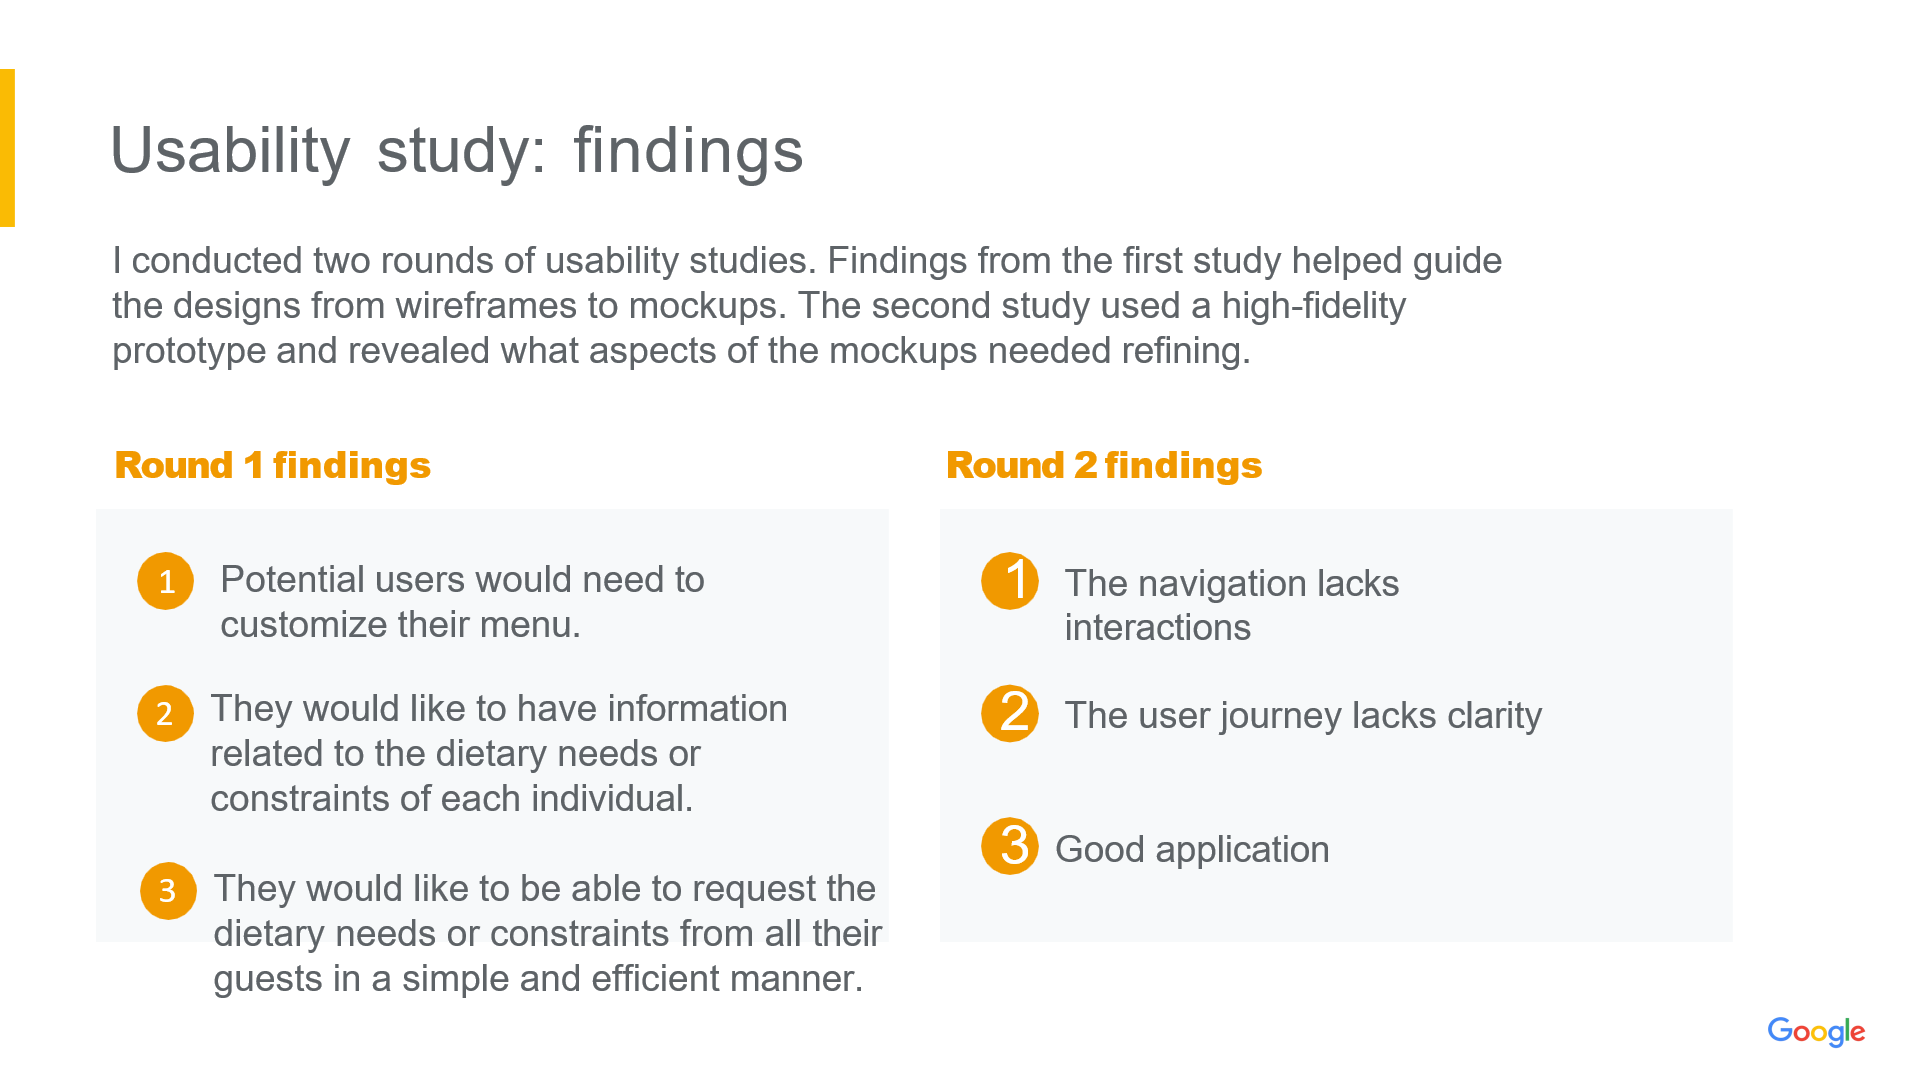 Usability study: findings
I conducted two rounds of usability studies. Findings from the first study helped guide
the designs from wireframes to mockups. The second study used a high-fidelity
prototype and revealed what aspects of the mockups needed refining.
Round 1 findings
1 Potential users would need to
customize their menu.
2 They would like to have information
related to the dietary needs or
constraints of each individual.
3 They would like to be able to request the
dietary needs or constraints from all their
guests in a simple and efficient manner.
Round 2 findings
1 The navigation lacks
interactions
2 The user journey lacks clarity
3 Good application
Google